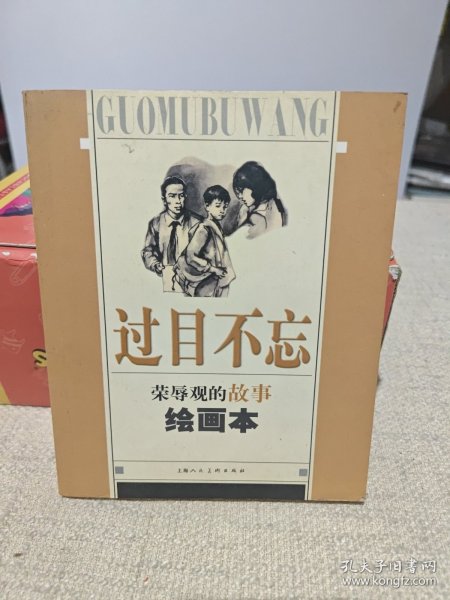 GUOMUBUWANG
过目不忘
荣辱观的故事
绘画本
上海人民美术出版社
孔夫子旧书网
www.kongfz.com